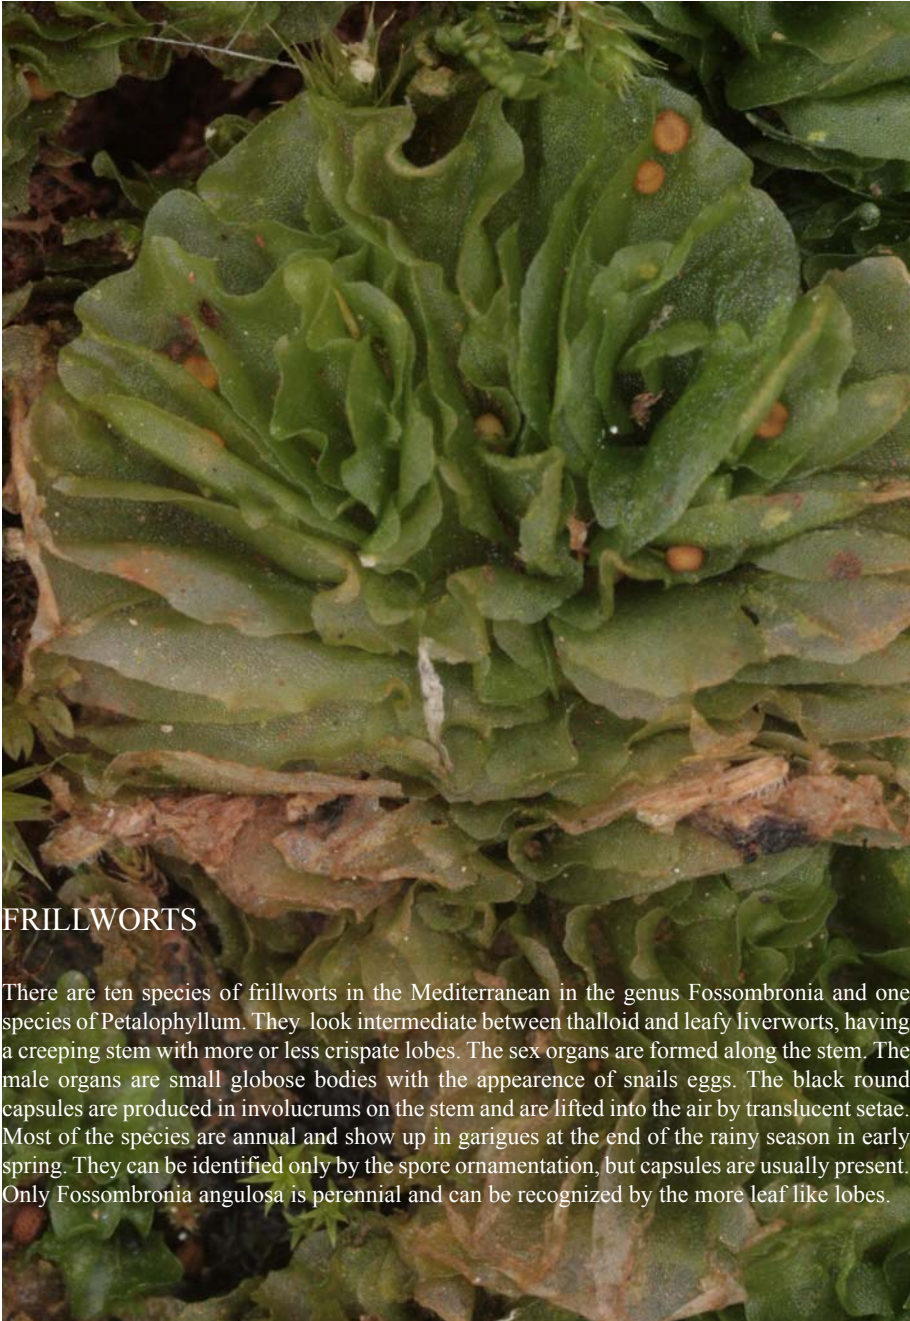 FRILLWORTS
There are ten species of frillworts in the Mediterranean in the genus Fossombronia and one
species of Petalophyllum. They look intermediate between thalloid and leafy liverworts, having
a creeping stem with more or less crispate lobes. The sex organs are formed along the stem. The
male organs are small globose bodies with the appearence of snails eggs. The black round
capsules are produced in involucrums on the stem and are lifted into the air by translucent setae.
Most of the species are annual and show up in garigues at the end of the rainy season in early
spring. They can be identified only by the spore ornamentation, but capsules are usually present.
Only Fossombronia angulosa is perennial and can be recognized by the more leaf like lobes.